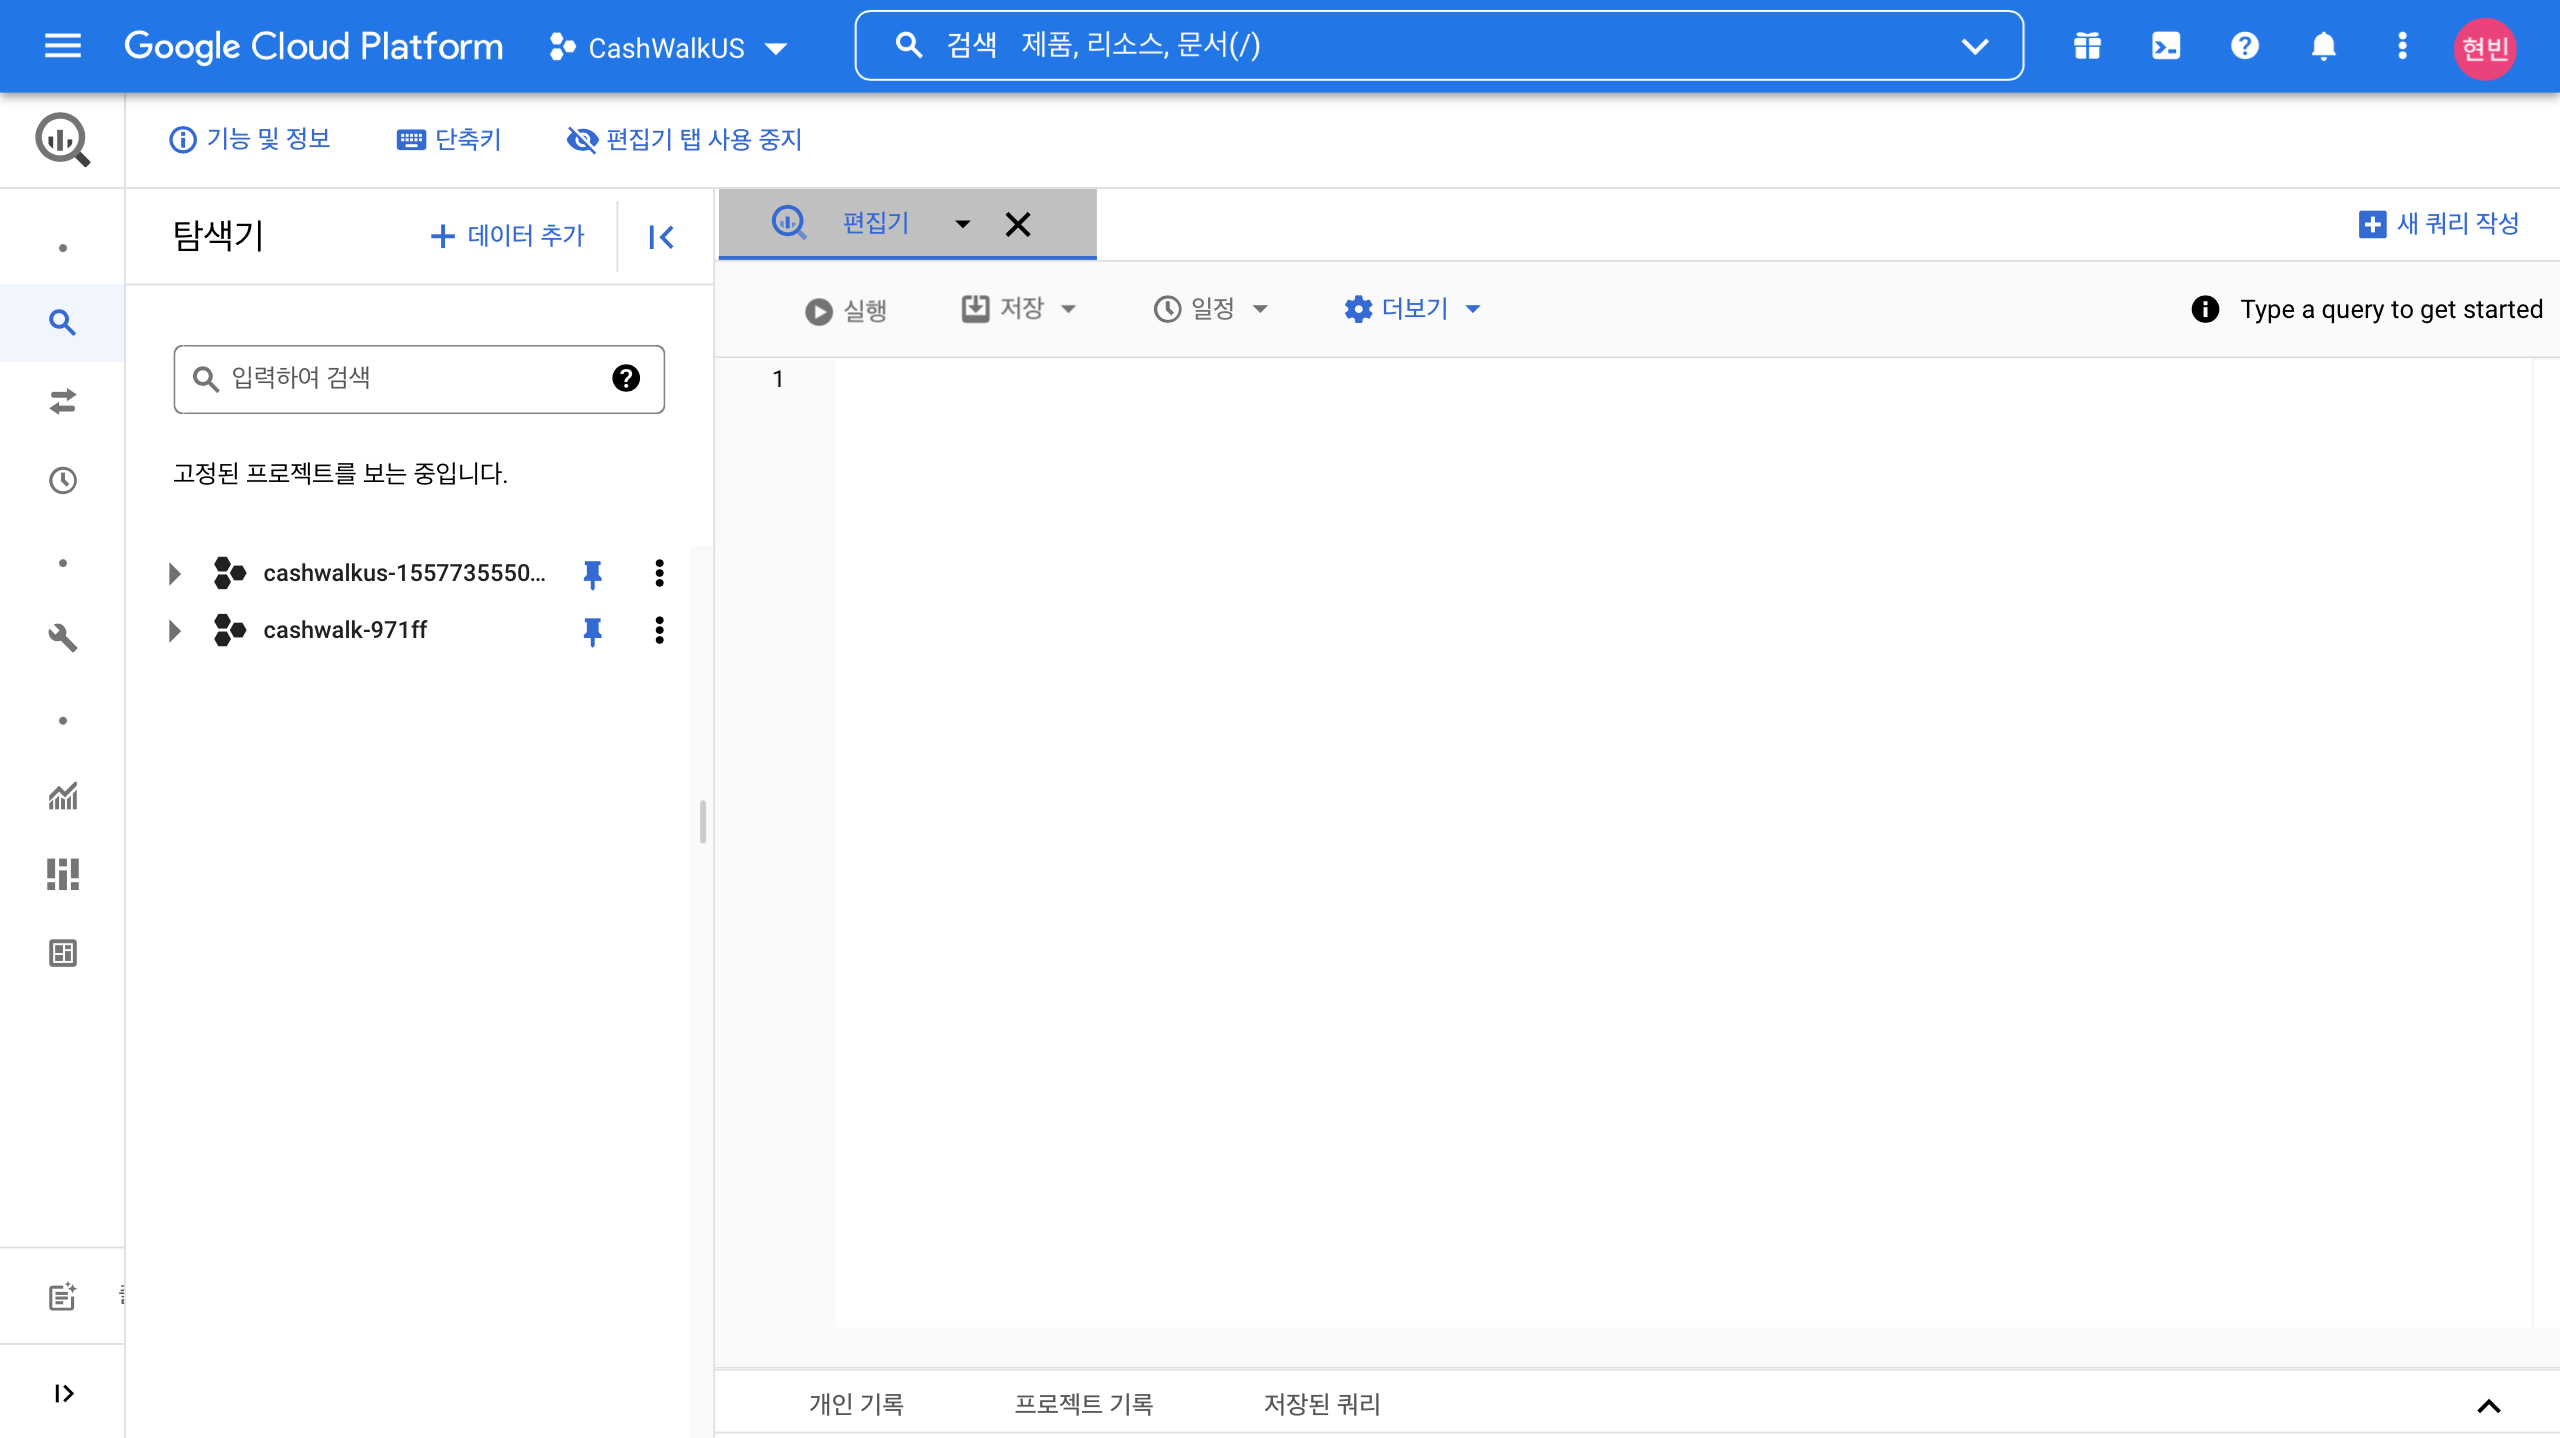 Google Cloud Platform
CashWalkUS
검색 제품, 리소스, 문서(/)
현빈
기능 및 정보
단축키
편집기 탭 사용 중지
탐색기
데이터 추가
편집기
새 쿼리 작성
실행
저장
일정
더보기
Type a query to get started
입력하여 검색
1
고정된 프로젝트를 보는 중입니다.
cashwalkus-1557735550...
cashwalk-971ff
개인 기록
프로젝트 기록
저장된 쿼리